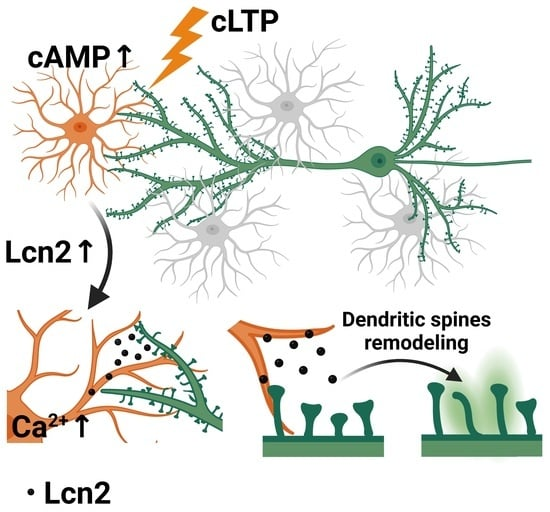 cLTP
cAMP↑
Lcn2↑
Dendritic spines
remodeling
Ca²⁺↑
• Lcn2